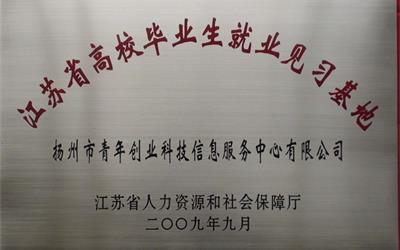 江苏省高校毕业生就业见习基地
扬州市青年创业科技信息服务中心有限公司
江苏省人力资源和社会保障厅
二〇〇九年九月